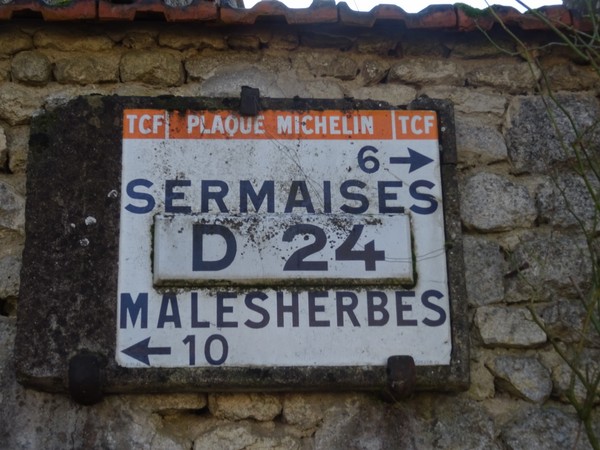 TCF PLAQUE MICHELIN TCF
6 →
SERMAISES
D 24
MALESHERBES
← 10